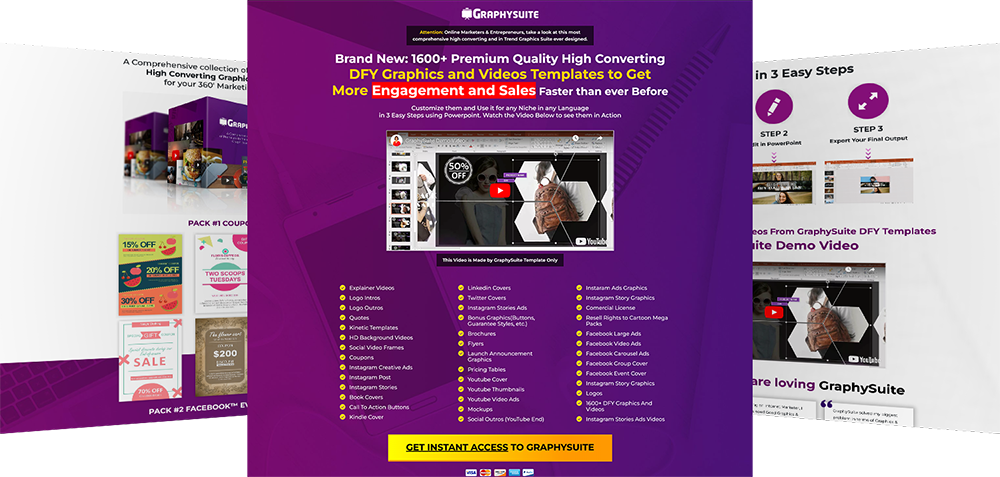 GRAPHYSUITE
Attention: Online Marketers & Entrepreneurs, take a look at this most
comprehensive high converting and in Trend Graphics Suite ever designed.
Brand New: 1600+ Premium Quality High Converting
DFY Graphics and Videos Templates to Get
More Engagement and Sales Faster than ever Before
Customize them and Use it for any Niche in any Language
in 3 Easy Steps using Powerpoint. Watch the Video Below to see them in Action
50%
OFF
YouTube
This Video is Made by GraphySuite Template Only
Explainer Videos
Logo Intros
Logo Outros
Quotes
Kinetic Templates
HD Background Videos
Social Video Frames
Coupons
Instagram Creative Ads
Instagram Post
Instagram Stories
Book Covers
Call To Action Buttons
Kindle Cover
Linkedin Covers
Twitter Covers
Instagram Stories Ads
Bonus Graphics(Buttons,
Guarantee Styles, etc.)
Brochures
Flyers
Launch Announcement
Graphics
Pricing Tables
Youtube Cover
Youtube Thumbnails
Youtube Video Ads
Mockups
Social Outros (YouTube End)
Instaram Ads Graphics
Instagram Story Graphics
Comercial License
Resell Rights to Cartoon Mega
Packs
Facebook Large Ads
Facebook Video Ads
Facebook Carousel Ads
Facebook Group Cover
Facebook Event Cover
Instagram Story Graphics
Logos
1600+ DFY Graphics And
Videos
Instagram Stories Ads Videos
GET INSTANT ACCESS TO GRAPHYSUITE
VISA
A Comprehensive collection of
High Converting Graphic
for your 360' Marketi
GRAPH
PACK #1 COUPO
15% OFF
20% OFF
30% OFF
TWO SCOOPS
TUESDAYS
GIFT
SALE
70% OFF
$200
PACK #2 FACEBOOK™ EV
in 3 Easy Steps
STEP 2
dit in PowerPoint
STEP 3
Export Your Final Output
eos From GraphySuite DFY Templates
uite Demo Video
YouTube
are loving GraphySuite
GraphySuite solved my biggest